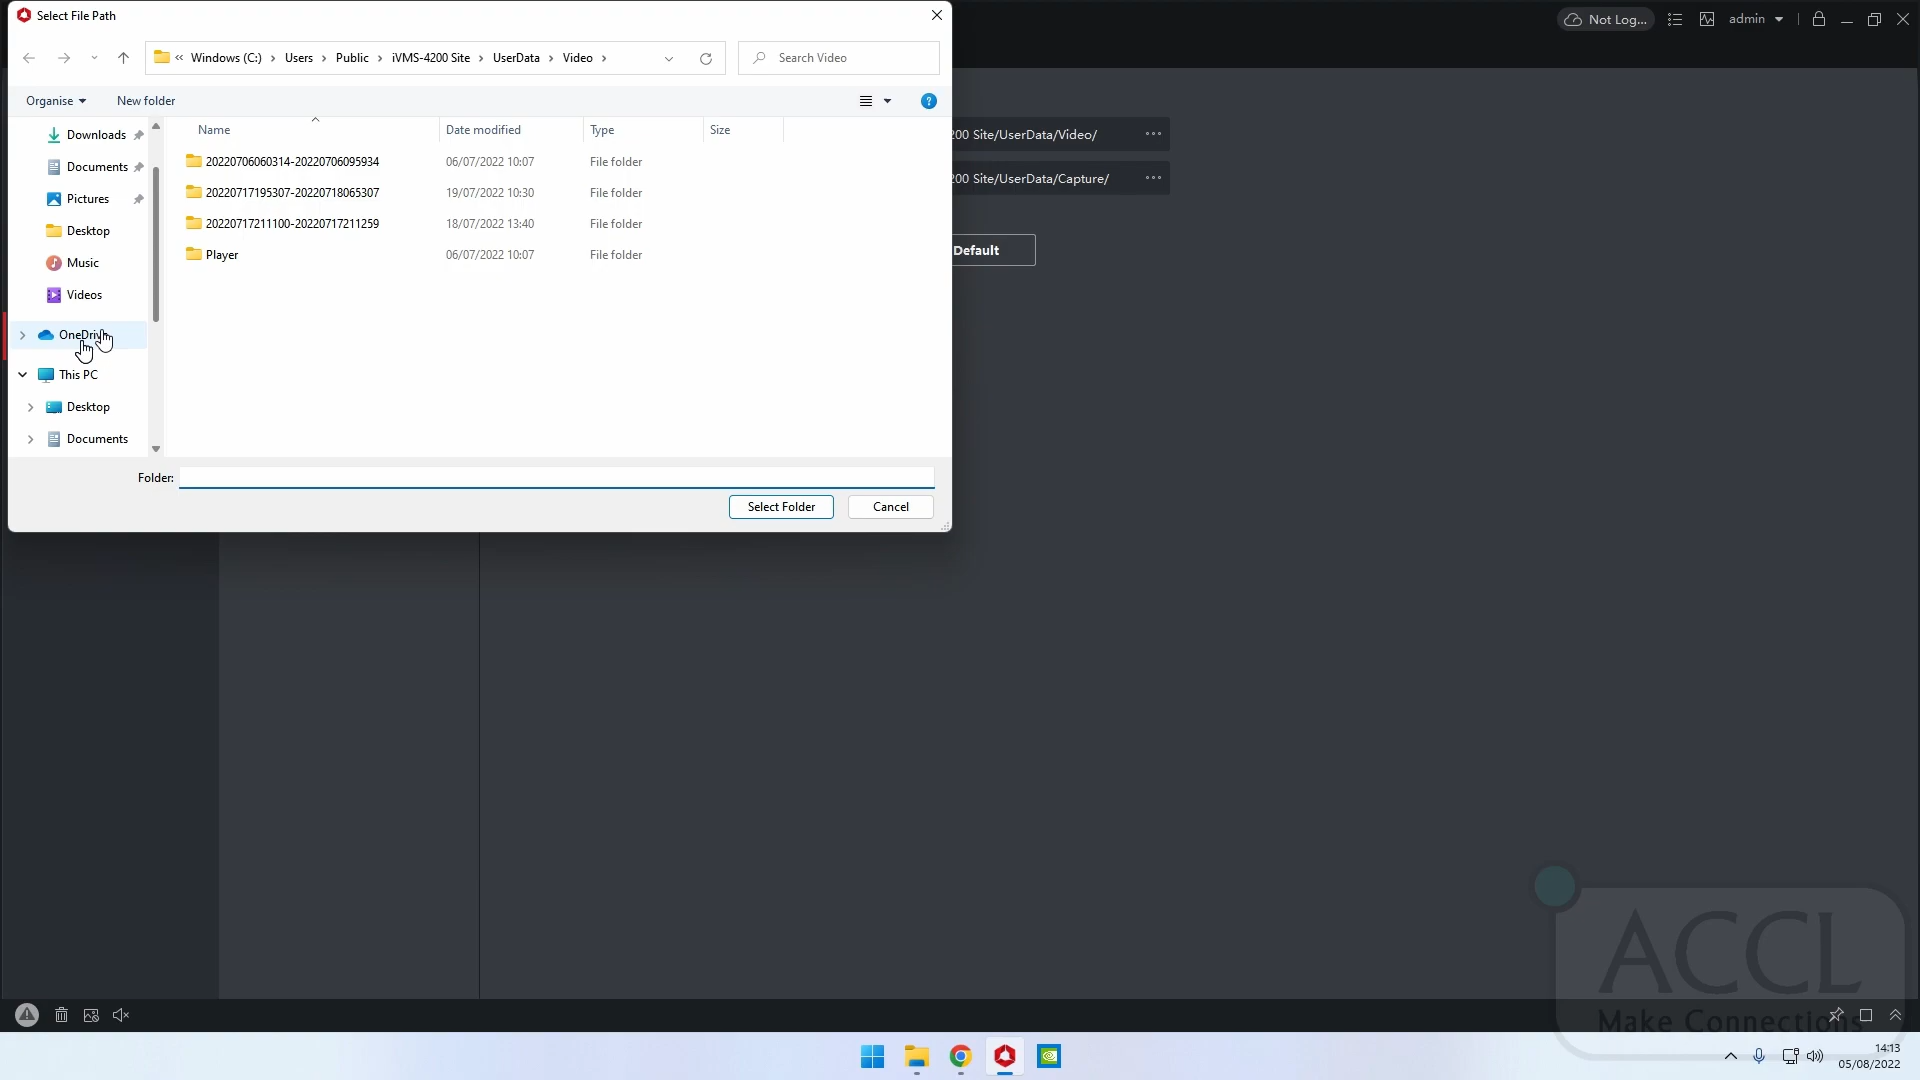 Select File Path
Not Log...
admin
« Windows (C:) > Users > Public > iVMS-4200 Site > UserData > Video >
Search Video
Organise
New folder
Name
Date modified
Type
Size
Downloads
Documents
Pictures
Desktop
Music
Videos
OneDrive
This PC
Desktop
Documents
20220706060314-20220706095934 06/07/2022 10:07 File folder
20220717195307-20220718065307 19/07/2022 10:30 File folder
20220717211100-20220717211259 18/07/2022 13:40 File folder
Player 06/07/2022 10:07 File folder
200 Site/UserData/Video/ ...
200 Site/UserData/Capture/ ...
Default
Folder:
Select Folder
Cancel
ACCL
Make Connections
14:13
05/08/2022